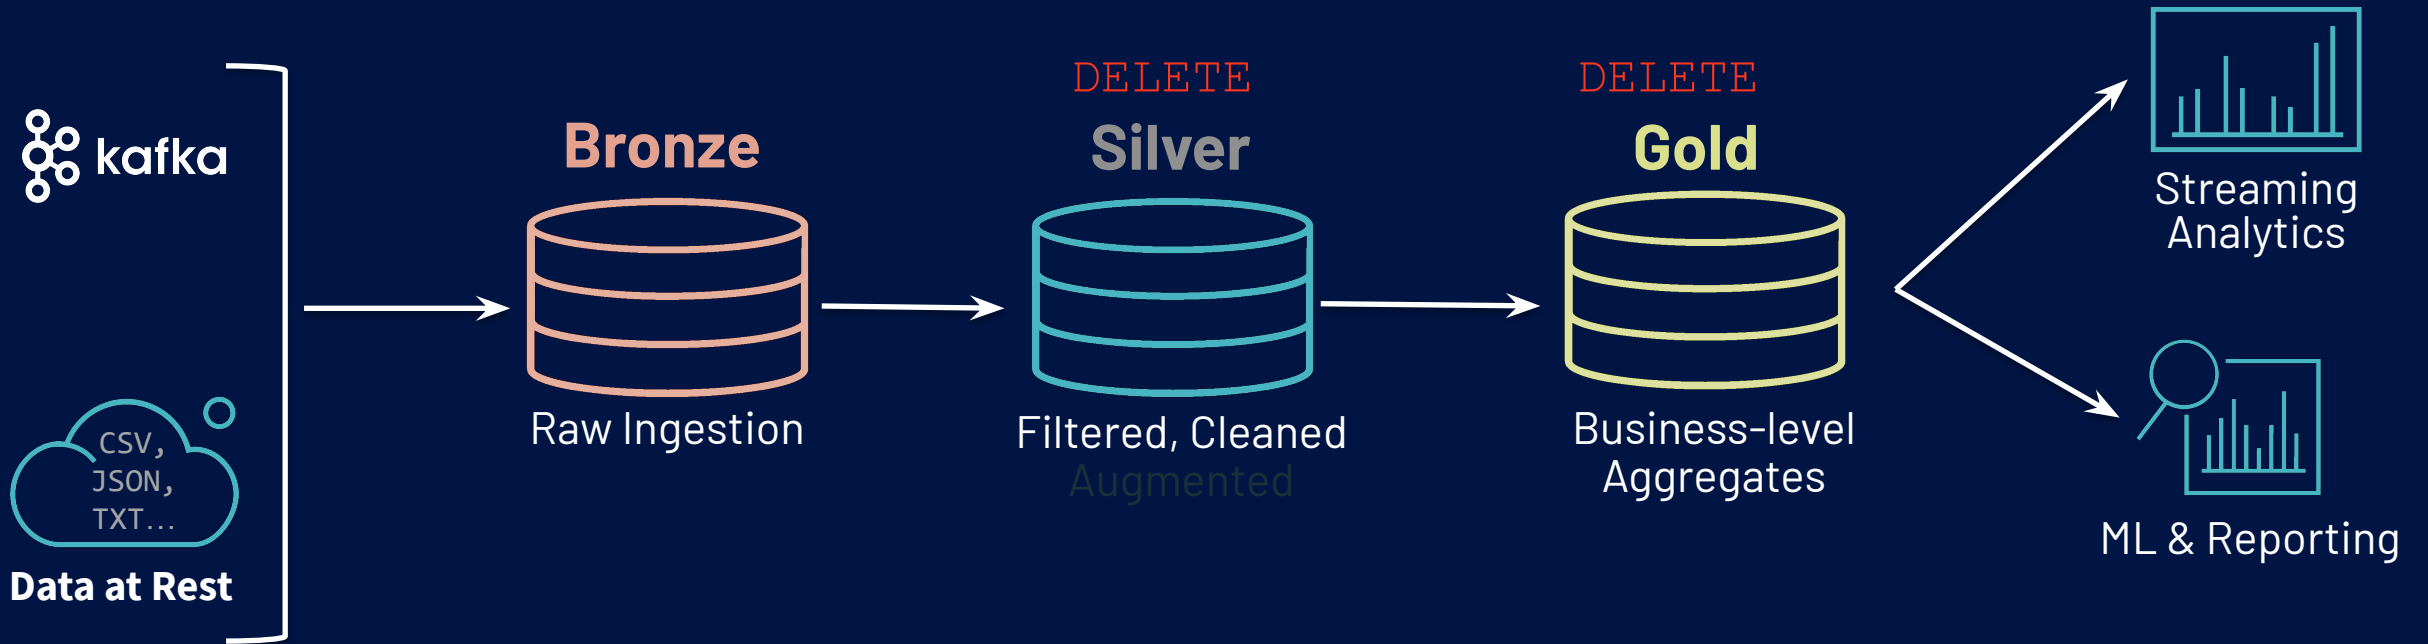 kafka
CSV,
JSON,
TXT...
Data at Rest
Bronze
Raw Ingestion
DELETE
Silver
Filtered, Cleaned
Augmented
DELETE
Gold
Business-level
Aggregates
Streaming
Analytics
ML & Reporting